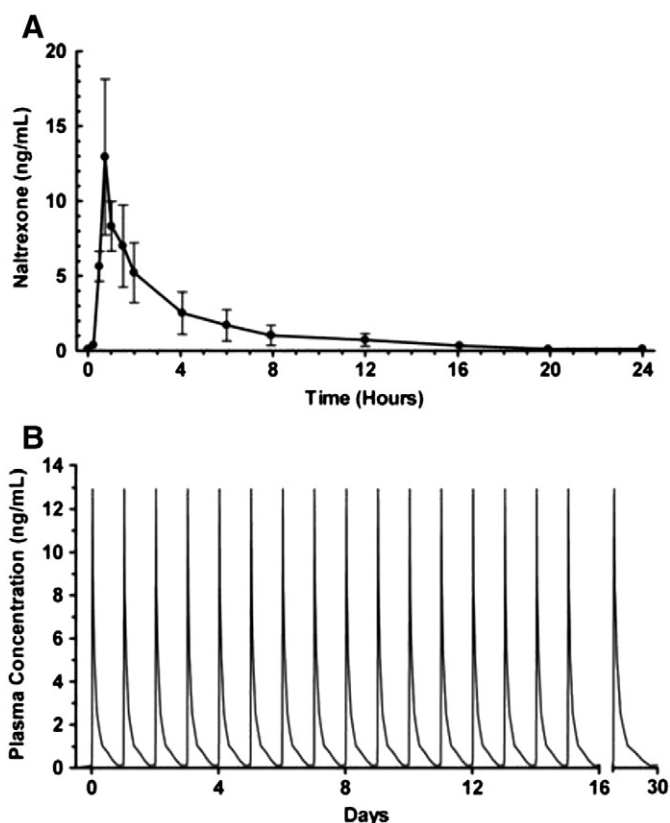 A
20
15
10
5
0
Naltrexone (ng/mL)
0 4 8 12 16 20 24
Time (Hours)
B
14
12
10
8
6
4
2
0
Plasma Concentration (ng/mL)
0 4 8 12 16 30
Days